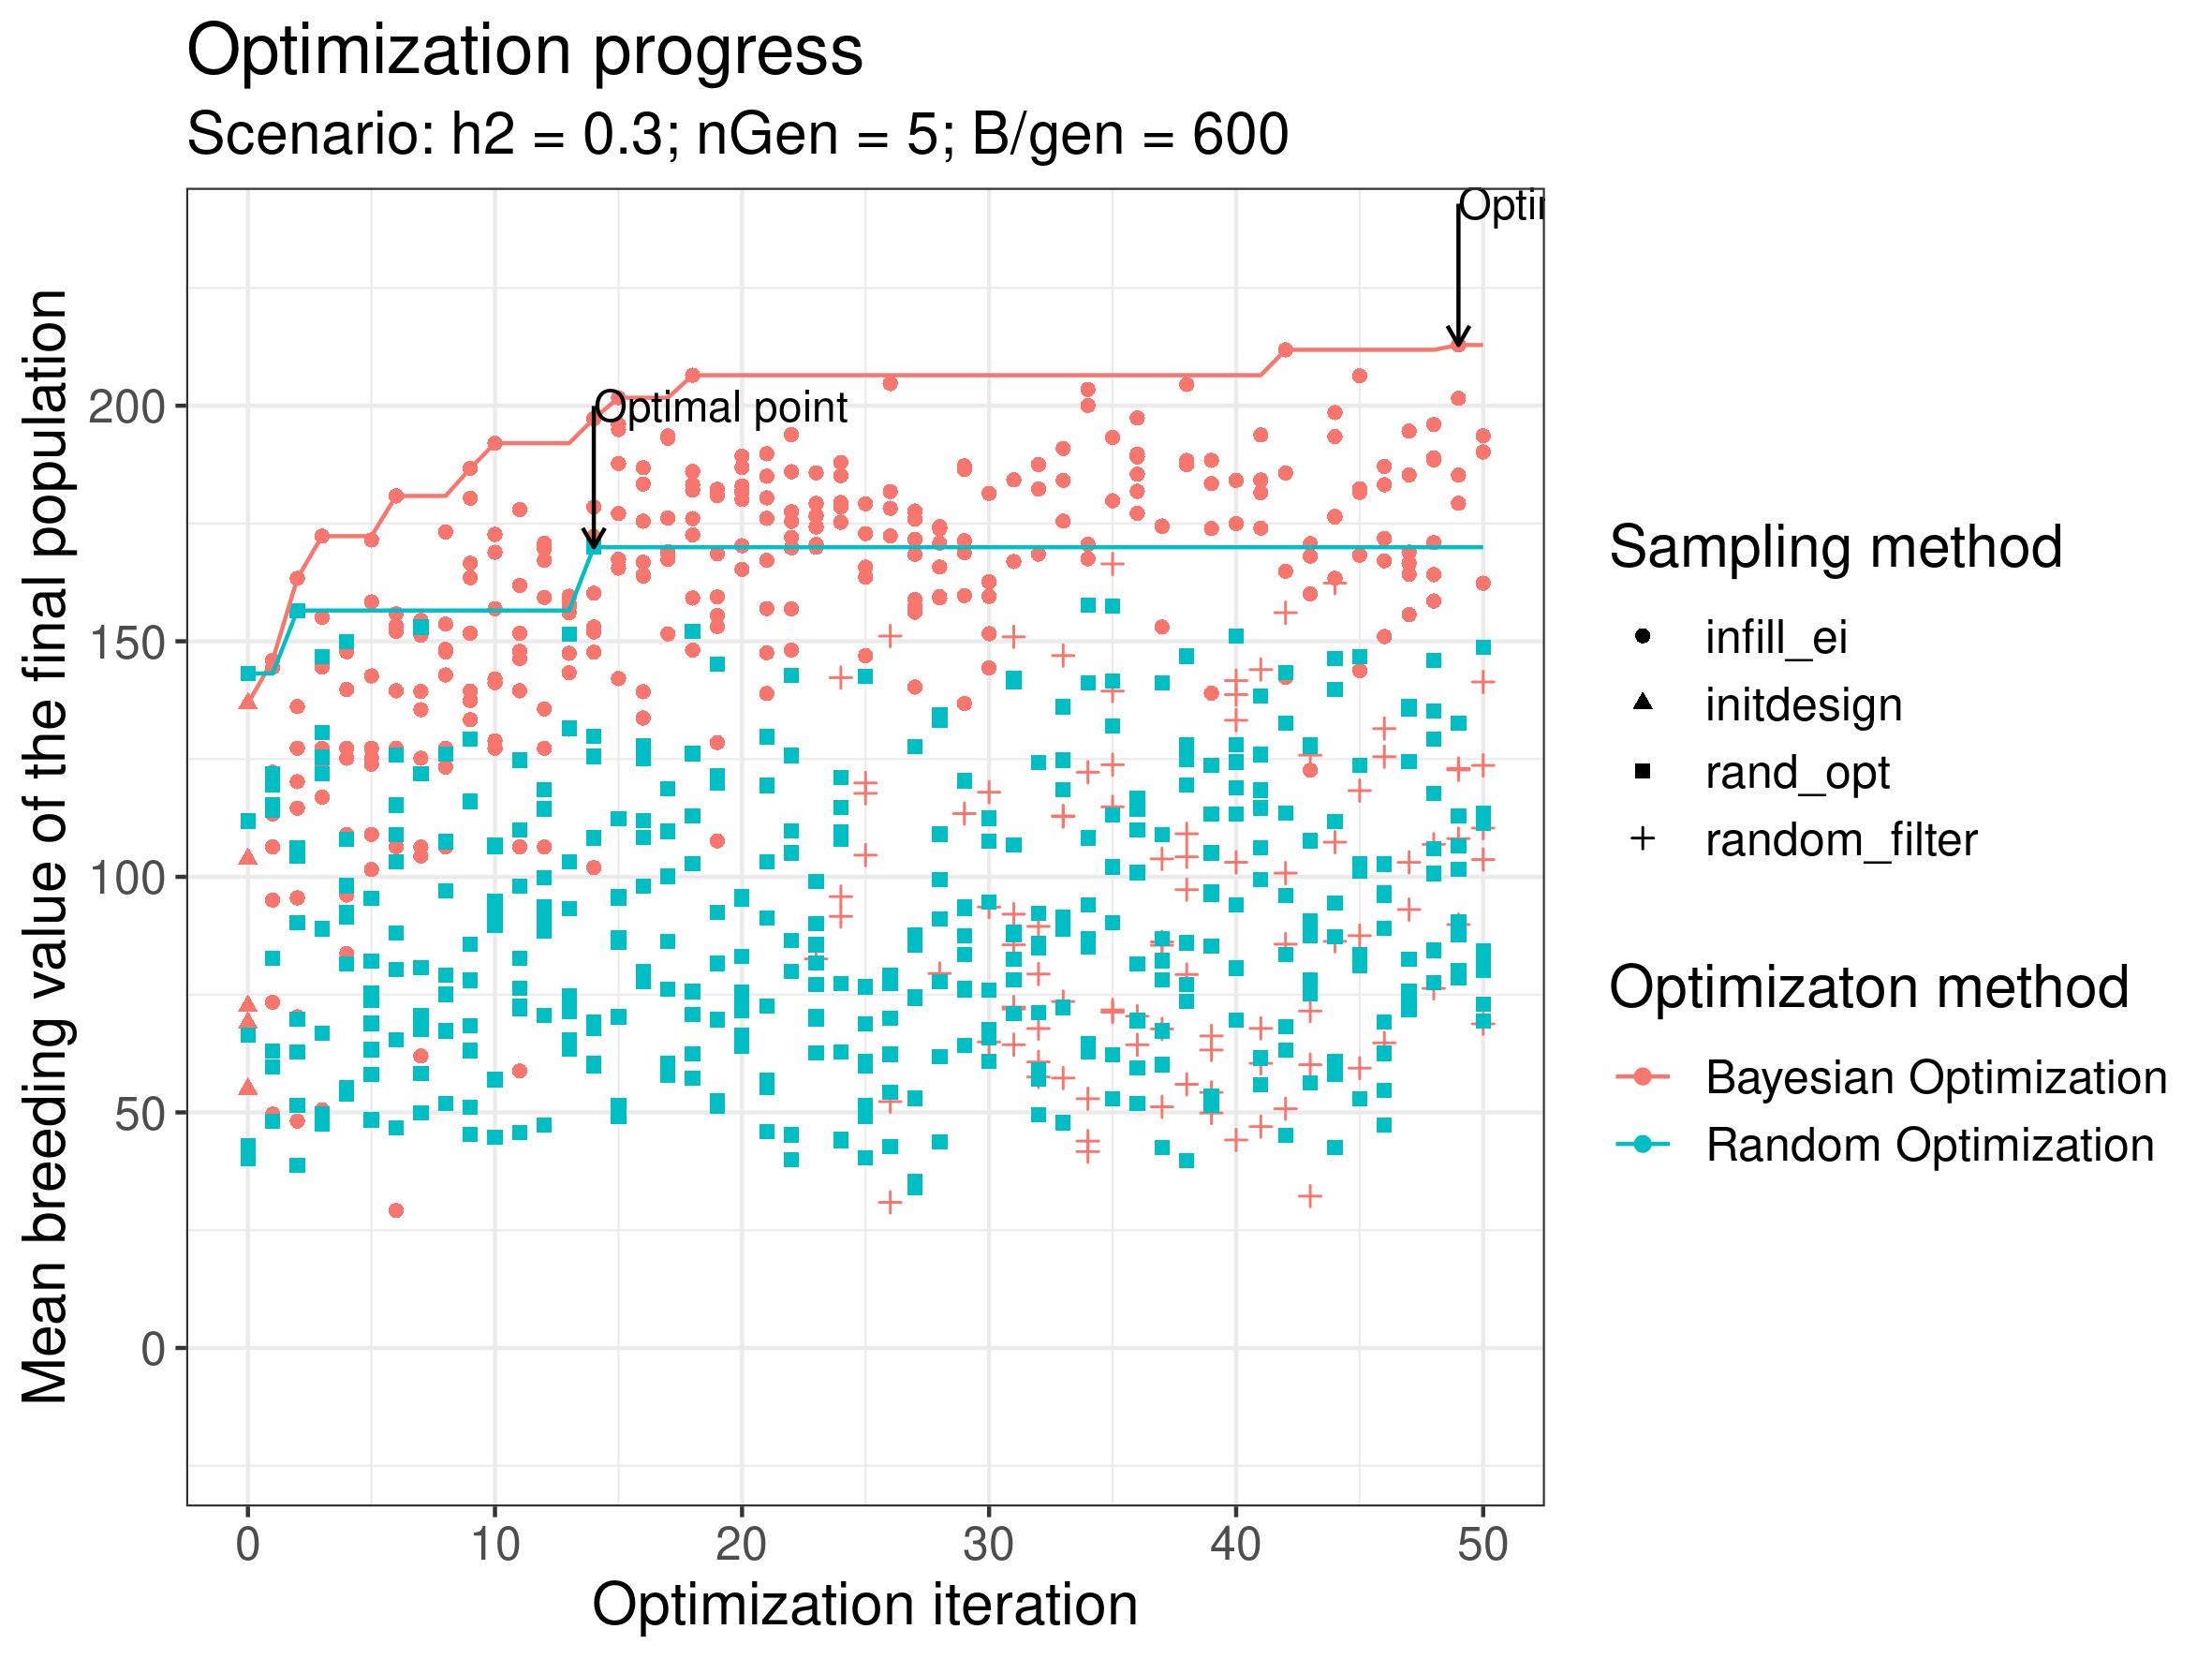 Optimization progress
Scenario: h2 = 0.3; nGen = 5; B/gen = 600
Mean breeding value of the final population
200
150
100
50
0
Opti
Optimal point
0 10 20 30 40 50
Optimization iteration
Sampling method
infill_ei
initdesign
rand_opt
random_filter
Optimizaton method
Bayesian Optimization
Random Optimization